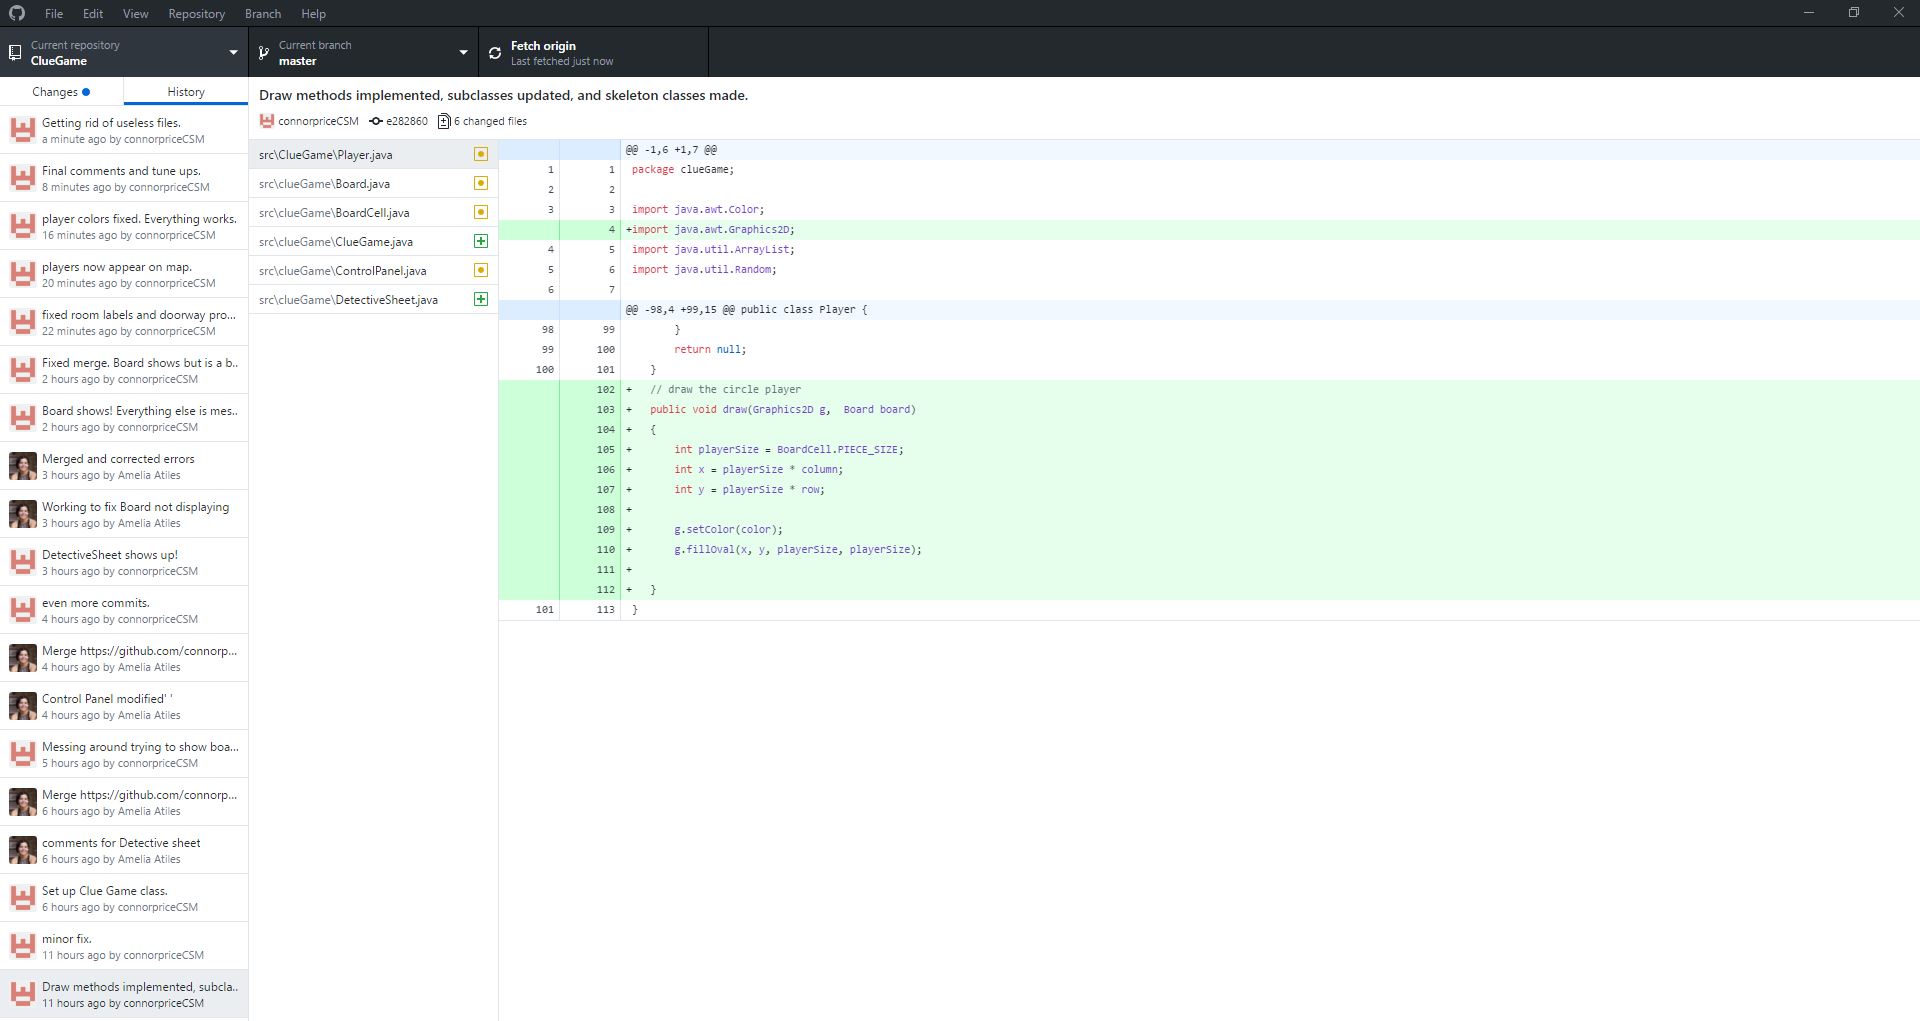 File Edit View Repository Branch Help
Current repository
ClueGame
Current branch
master
Fetch origin
Last fetched just now
Changes
History
Getting rid of useless files.
a minute ago by connorpriceCSM
Final comments and tune ups.
8 minutes ago by connorpriceCSM
player colors fixed. Everything works.
16 minutes ago by connorpriceCSM
players now appear on map.
20 minutes ago by connorpriceCSM
fixed room labels and doorway pro...
22 minutes ago by connorpriceCSM
Fixed merge. Board shows but is a b..
2 hours ago by connorpriceCSM
Board shows! Everything else is mes..
2 hours ago by connorpriceCSM
Merged and corrected errors
3 hours ago by Amelia Atiles
Working to fix Board not displaying
3 hours ago by Amelia Atiles
DetectiveSheet shows up!
3 hours ago by connorpriceCSM
even more commits.
4 hours ago by connorpriceCSM
Merge https://github.com/connorp...
4 hours ago by Amelia Atiles
Control Panel modified' '
4 hours ago by Amelia Atiles
Messing around trying to show boa...
5 hours ago by connorpriceCSM
Merge https://github.com/connorp...
6 hours ago by Amelia Atiles
comments for Detective sheet
6 hours ago by Amelia Atiles
Set up Clue Game class.
6 hours ago by connorpriceCSM
minor fix.
11 hours ago by connorpriceCSM
Draw methods implemented, subcla..
11 hours ago by connorpriceCSM
Draw methods implemented, subclasses updated, and skeleton classes made.
connorpriceCSM e282860 6 changed files
src\ClueGame\Player.java
src\clueGame\Board.java
src\clueGame\BoardCell.java
src\clueGame\ClueGame.java
src\clueGame\ControlPanel.java
src\clueGame\DetectiveSheet.java
@@ -1,6 +1,7 @@
1 1 package clueGame;
2 2
3 3 import java.awt.Color;
4 +import java.awt.Graphics2D;
4 5 import java.util.ArrayList;
5 6 import java.util.Random;
6 7
@@ -98,4 +99,15 @@ public class Player {
98 99 }
99 100 return null;
100 101 }
102 + // draw the circle player
103 + public void draw(Graphics2D g,  Board board)
104 + {
105 + int playerSize = BoardCell.PIECE_SIZE;
106 + int x = playerSize * column;
107 + int y = playerSize * row;
108 +
109 + g.setColor(color);
110 + g.fillOval(x, y, playerSize, playerSize);
111 +
112 + }
101 113 }